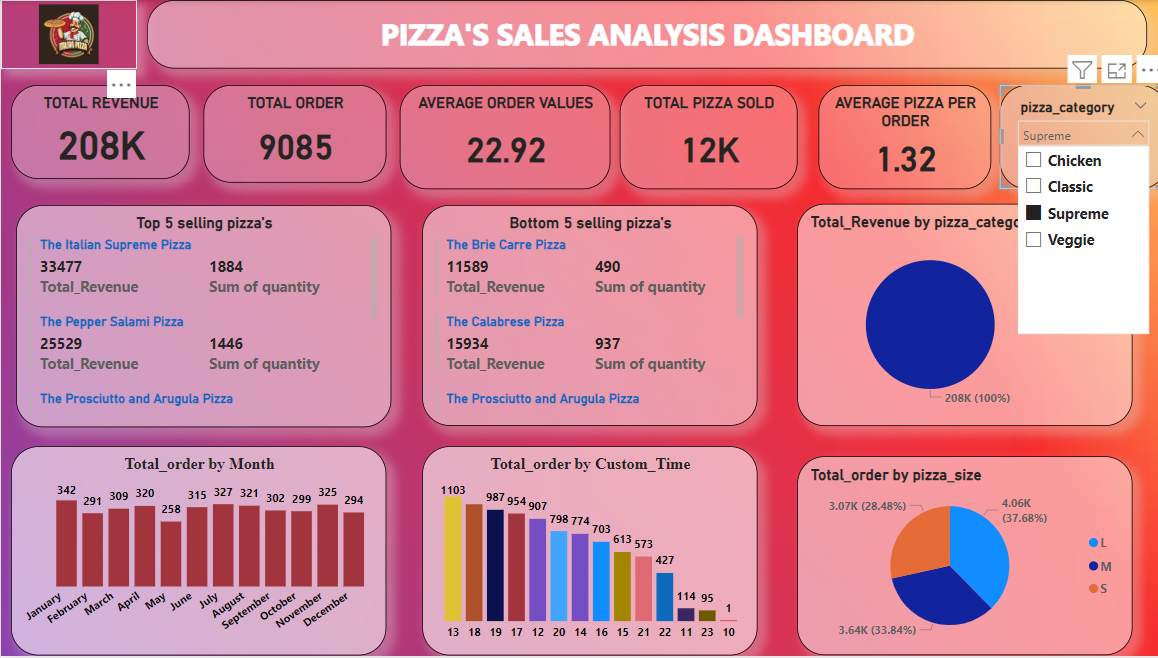 ITALIAN PIZZA
PIZZA'S SALES ANALYSIS DASHBOARD
TOTAL REVENUE
208K
TOTAL ORDER
9085
AVERAGE ORDER VALUES
22.92
TOTAL PIZZA SOLD
12K
AVERAGE PIZZA PER
ORDER
1.32
pizza_category
Supreme
Chicken
Classic
Supreme
Veggie
Top 5 selling pizza's
The Italian Supreme Pizza
33477 1884
Total_Revenue Sum of quantity
The Pepper Salami Pizza
25529 1446
Total_Revenue Sum of quantity
The Prosciutto and Arugula Pizza
Bottom 5 selling pizza's
The Brie Carre Pizza
11589 490
Total_Revenue Sum of quantity
The Calabrese Pizza
15934 937
Total_Revenue Sum of quantity
The Prosciutto and Arugula Pizza
Total_Revenue by pizza_catego
208K (100%)
Total_order by Month
342 291 309 320 258 315 327 321 302 299 325 294
January February March April May June July August September October November December
Total_order by Custom_Time
1103 987 954 907 798 774 703 613 573 427 114 95 1
13 18 19 17 12 20 14 16 15 21 22 11 23 10
Total_order by pizza_size
3.07K (28.48%)
4.06K
(37.68%)
3.64K (33.84%)
L
M
S